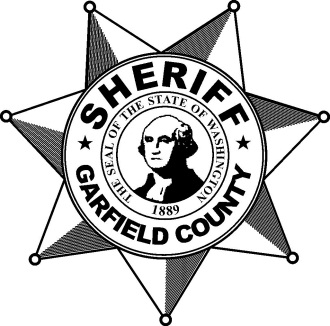 SHERIFF
THE SEAL OF THE STATE OF WASHINGTON
1889
GARFIELD COUNTY